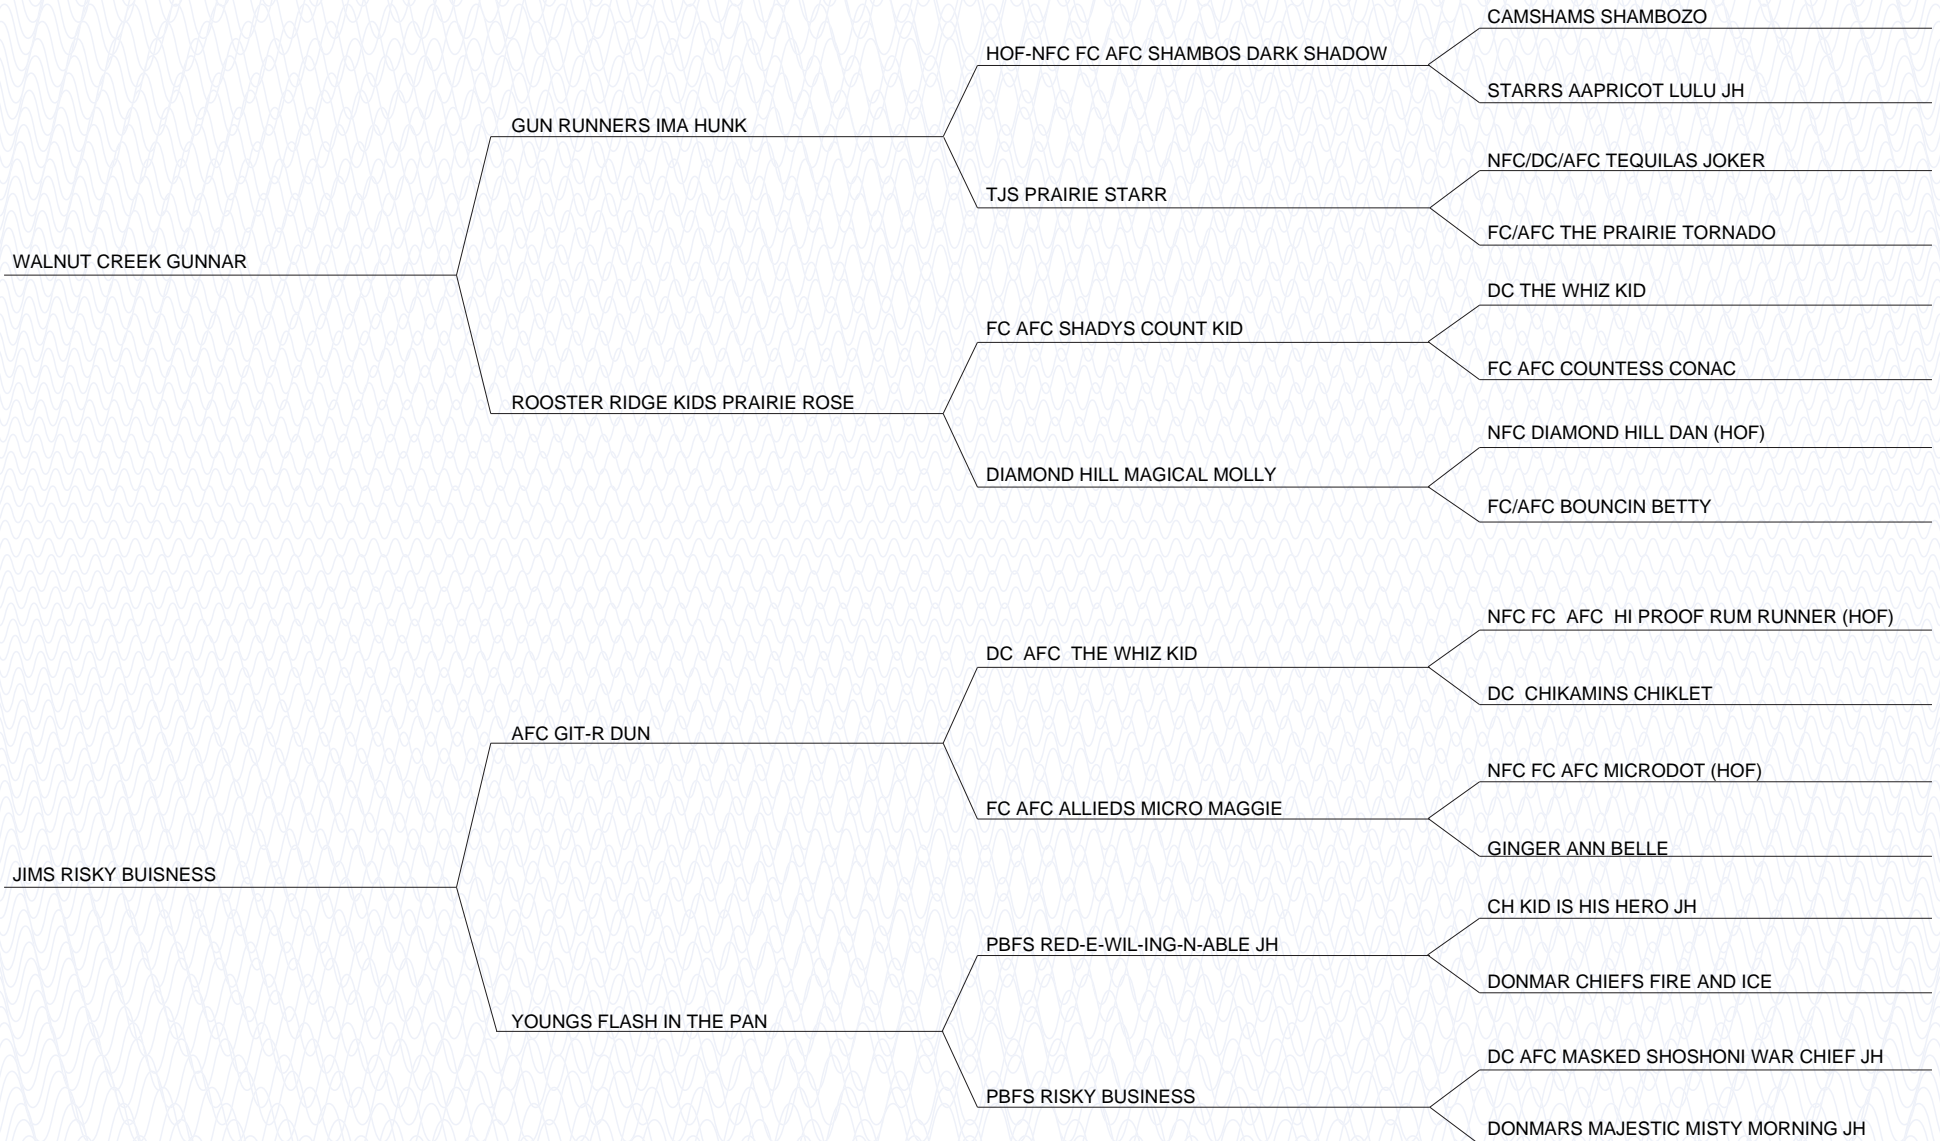 CAMSHAMS SHAMBOZO
HOF-NFC FC AFC SHAMBOS DARK SHADOW
STARRS AAPRICOT LULU JH
GUN RUNNERS IMA HUNK
NFC/DC/AFC TEQUILAS JOKER
TJS PRAIRIE STARR
FC/AFC THE PRAIRIE TORNADO
WALNUT CREEK GUNNAR
DC THE WHIZ KID
FC AFC SHADYS COUNT KID
FC AFC COUNTESS CONAC
ROOSTER RIDGE KIDS PRAIRIE ROSE
NFC DIAMOND HILL DAN (HOF)
DIAMOND HILL MAGICAL MOLLY
FC/AFC BOUNCIN BETTY
NFC FC  AFC  HI PROOF RUM RUNNER (HOF)
DC  AFC  THE WHIZ KID
DC  CHIKAMINS CHIKLET
AFC GIT-R DUN
NFC FC AFC MICRODOT (HOF)
FC AFC ALLIEDS MICRO MAGGIE
GINGER ANN BELLE
JIMS RISKY BUISNESS
CH KID IS HIS HERO JH
PBFS RED-E-WIL-ING-N-ABLE JH
DONMAR CHIEFS FIRE AND ICE
YOUNGS FLASH IN THE PAN
DC AFC MASKED SHOSHONI WAR CHIEF JH
PBFS RISKY BUSINESS
DONMARS MAJESTIC MISTY MORNING JH